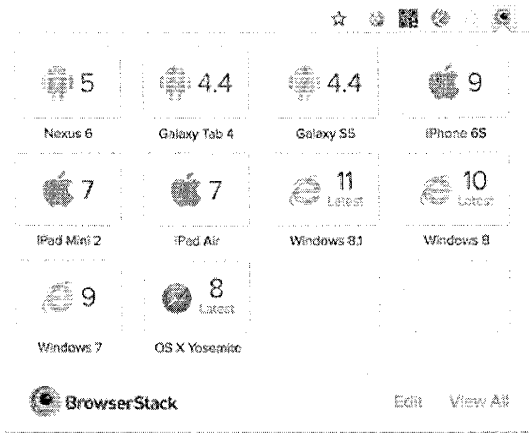 5 4.4 4.4 9
Nexus 6 Galaxy Tab 4 Galaxy S5 iPhone 6S
7 7 11 Latest 10 Latest
iPad Mini 2 iPad Air Windows 8.1 Windows 8
9 8 Latest
Windows 7 OS X Yosemite
BrowserStack Edit View All